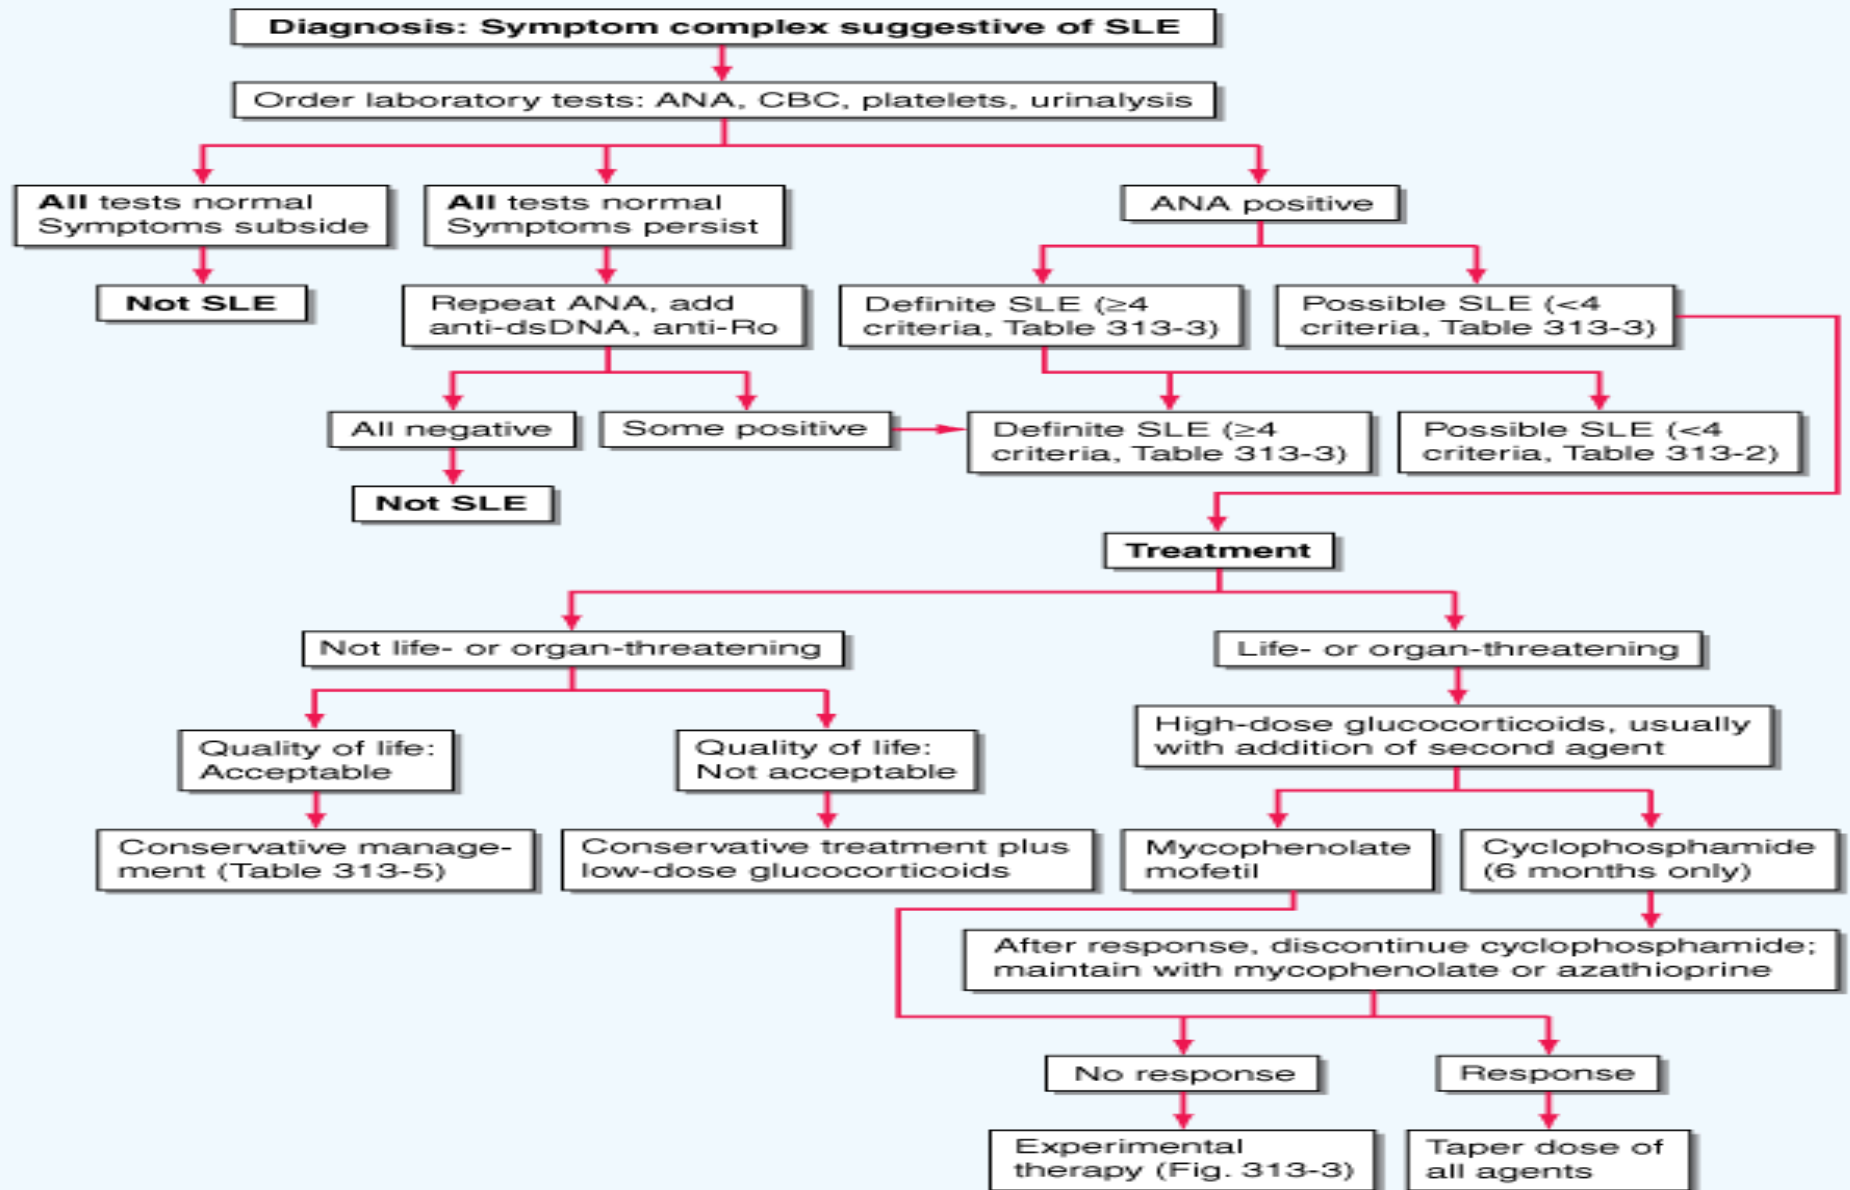 Diagnosis: Symptom complex suggestive of SLE
Order laboratory tests: ANA, CBC, platelets, urinalysis
All tests normal
Symptoms subside
All tests normal
Symptoms persist
ANA positive
Not SLE
Repeat ANA, add
anti-dsDNA, anti-Ro
Definite SLE (≥4
criteria, Table 313-3)
Possible SLE (<4
criteria, Table 313-3)
All negative
Some positive
Definite SLE (≥4
criteria, Table 313-3)
Possible SLE (<4
criteria, Table 313-2)
Not SLE
Treatment
Not life- or organ-threatening
Life- or organ-threatening
Quality of life:
Acceptable
Quality of life:
Not acceptable
High-dose glucocorticoids, usually
with addition of second agent
Conservative manage-
ment (Table 313-5)
Conservative treatment plus
low-dose glucocorticoids
Mycophenolate
mofetil
Cyclophosphamide
(6 months only)
After response, discontinue cyclophosphamide;
maintain with mycophenolate or azathioprine
No response
Response
Experimental
therapy (Fig. 313-3)
Taper dose of
all agents